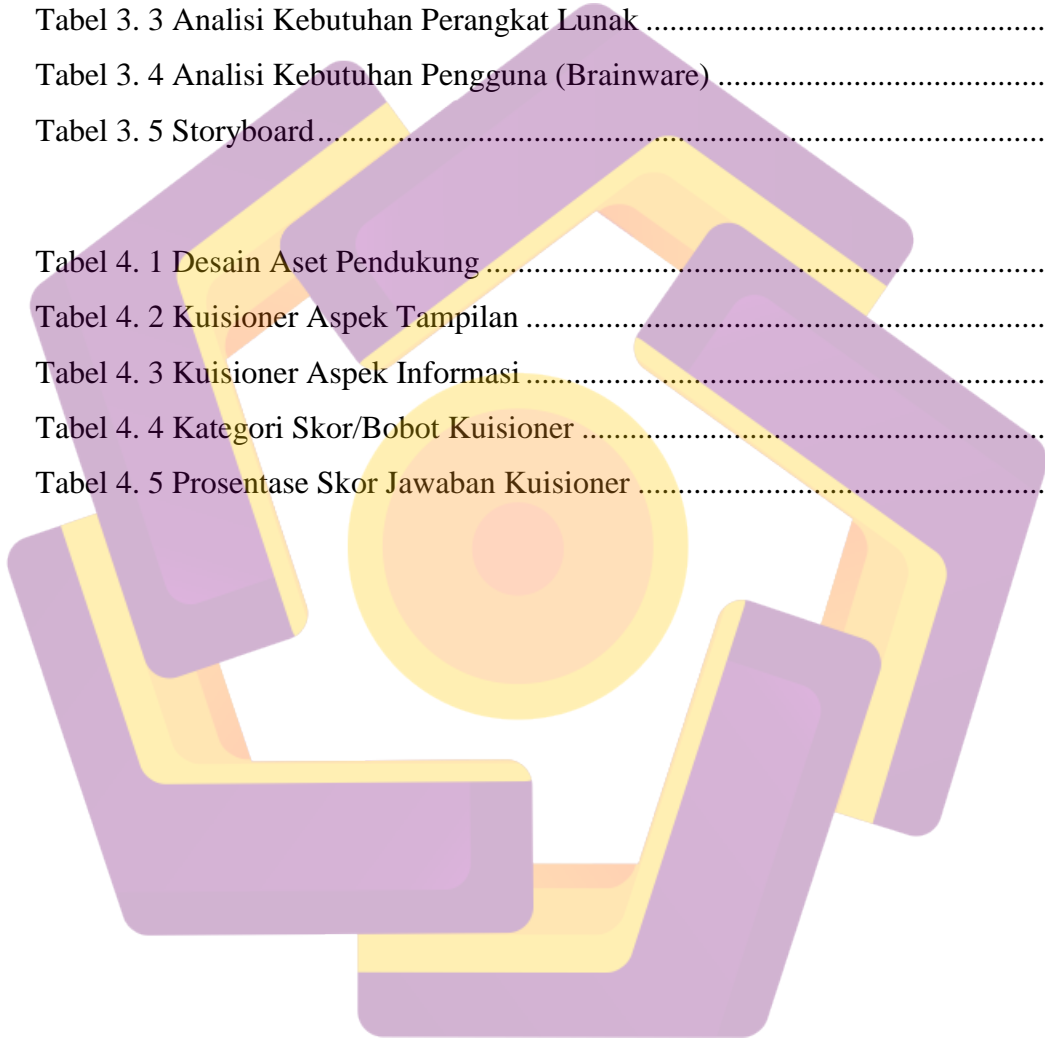 Tabel 3. 3 Analisi Kebutuhan Perangkat Lunak ..................................................
Tabel 3. 4 Analisi Kebutuhan Pengguna (Brainware) .........................................
Tabel 3. 5 Storyboard..........................................................................................................
Tabel 4. 1 Desain Aset Pendukung ......................................................................
Tabel 4. 2 Kuisioner Aspek Tampilan .................................................................
Tabel 4. 3 Kuisioner Aspek Informasi .................................................................
Tabel 4. 4 Kategori Skor/Bobot Kuisioner ..........................................................
Tabel 4. 5 Prosentase Skor Jawaban Kuisioner ...................................................